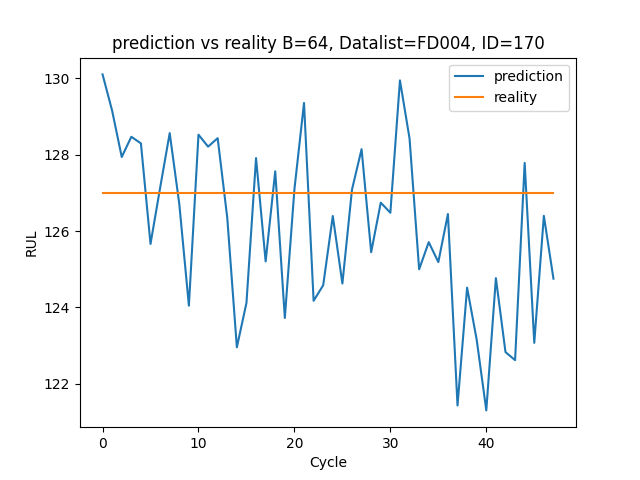 prediction vs reality B=64, Datalist=FD004, ID=170
prediction
reality
RUL
130
128
126
124
122
0 10 20 30 40
Cycle